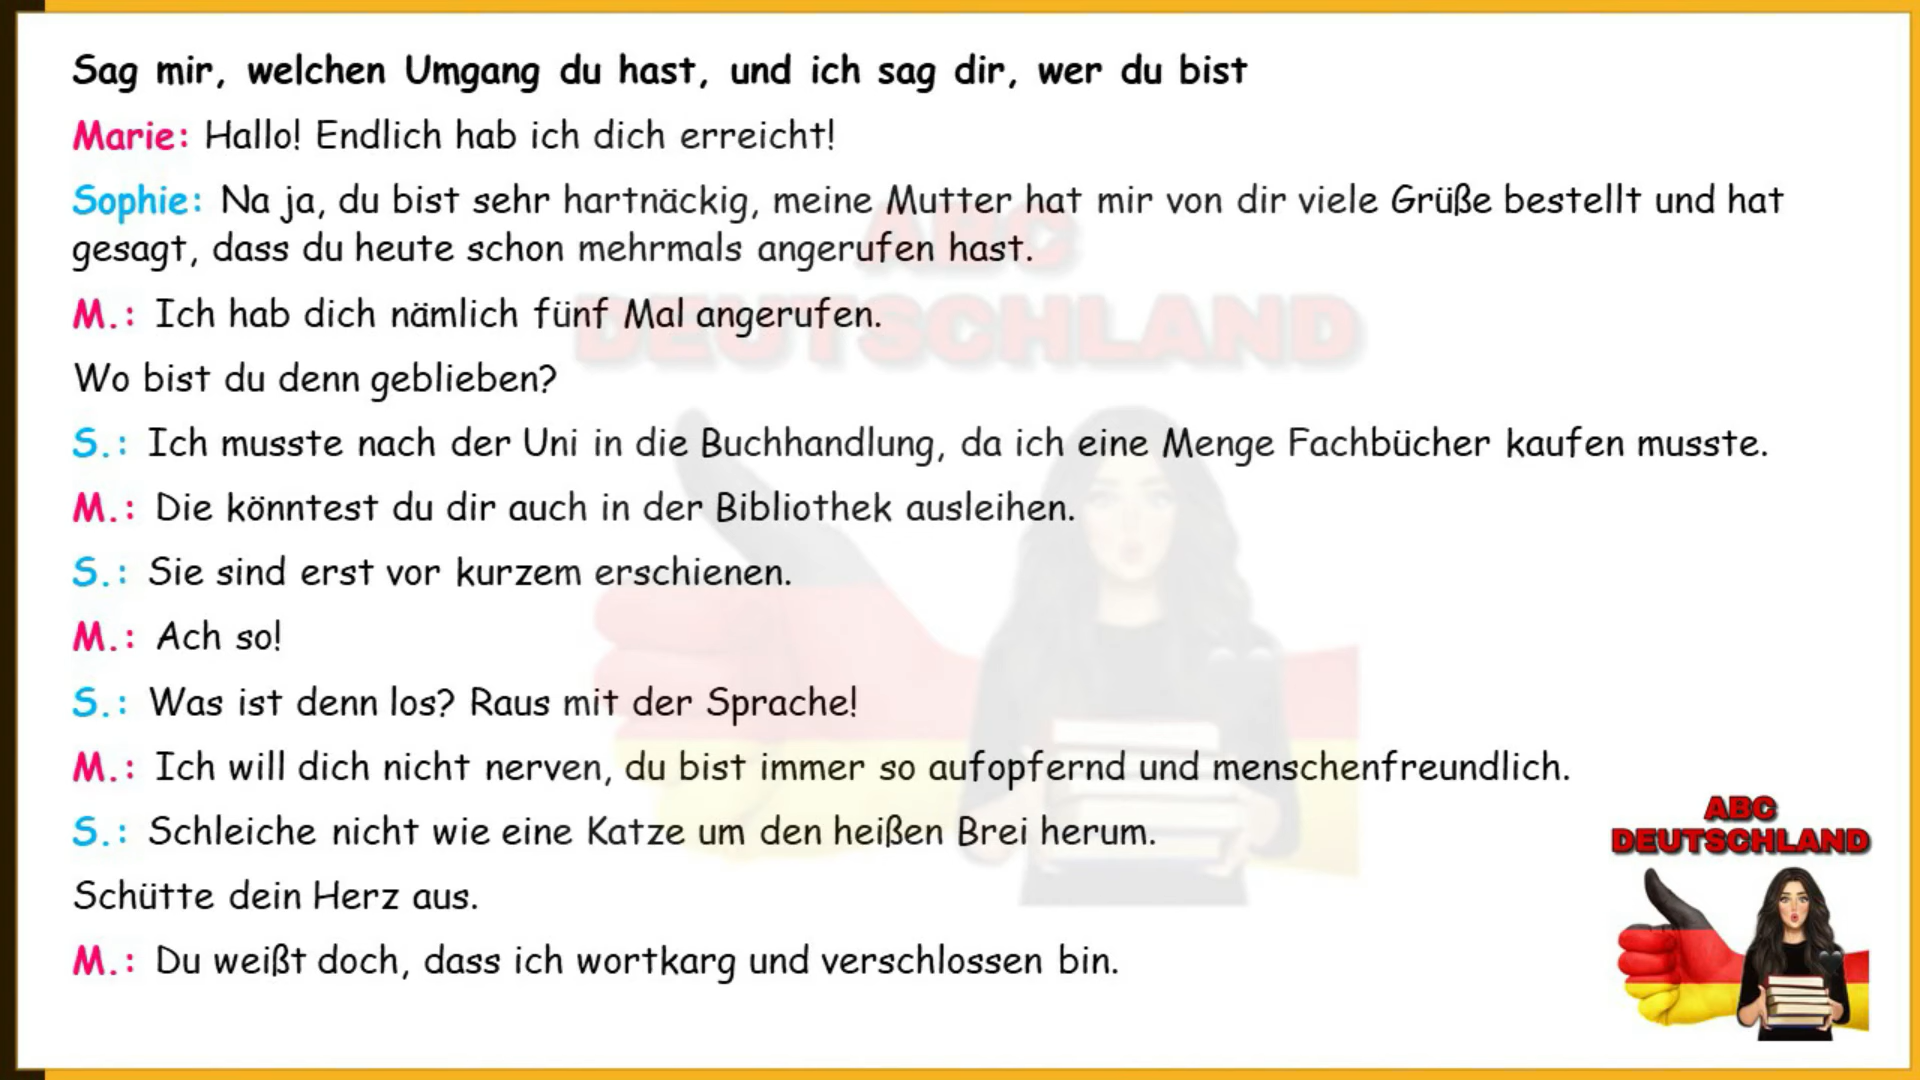 Sag mir, welchen Umgang du hast, und ich sag dir, wer du bist
Marie: Hallo! Endlich hab ich dich erreicht!
Sophie: Na ja, du bist sehr hartnäckig, meine Mutter hat mir von dir viele Grüße bestellt und hat
gesagt, dass du heute schon mehrmals angerufen hast.
M.: Ich hab dich nämlich fünf Mal angerufen.
Wo bist du denn geblieben?
S.: Ich musste nach der Uni in die Buchhandlung, da ich eine Menge Fachbücher kaufen musste.
M.: Die könntest du dir auch in der Bibliothek ausleihen.
S.: Sie sind erst vor kurzem erschienen.
M.: Ach so!
S.: Was ist denn los? Raus mit der Sprache!
M.: Ich will dich nicht nerven, du bist immer so aufopfernd und menschenfreundlich.
S.: Schleiche nicht wie eine Katze um den heißen Brei herum.
Schütte dein Herz aus.
M.: Du weißt doch, dass ich wortkarg und verschlossen bin.
ABC
DEUTSCHLAND
ABC
DEUTSCHLAND